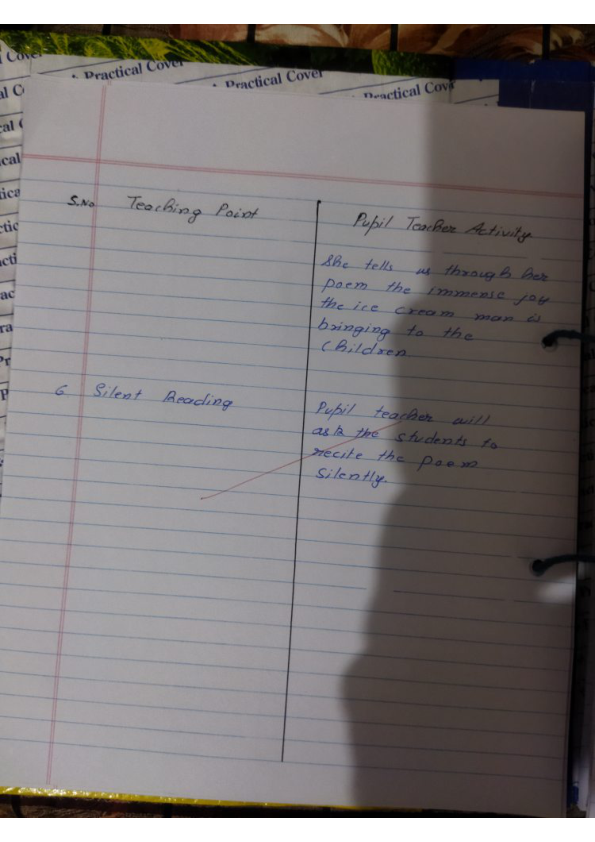 Practical Cover
Practical Cover
Practical Cov
S.No Teaching Point
Pupil Teacher Activity
She tells us through her
poem the immense joy
the ice cream man is
bringing to the
Children
6 Silent Reading
Pupil teacher will
ask the students to
recite the poem
Silently.